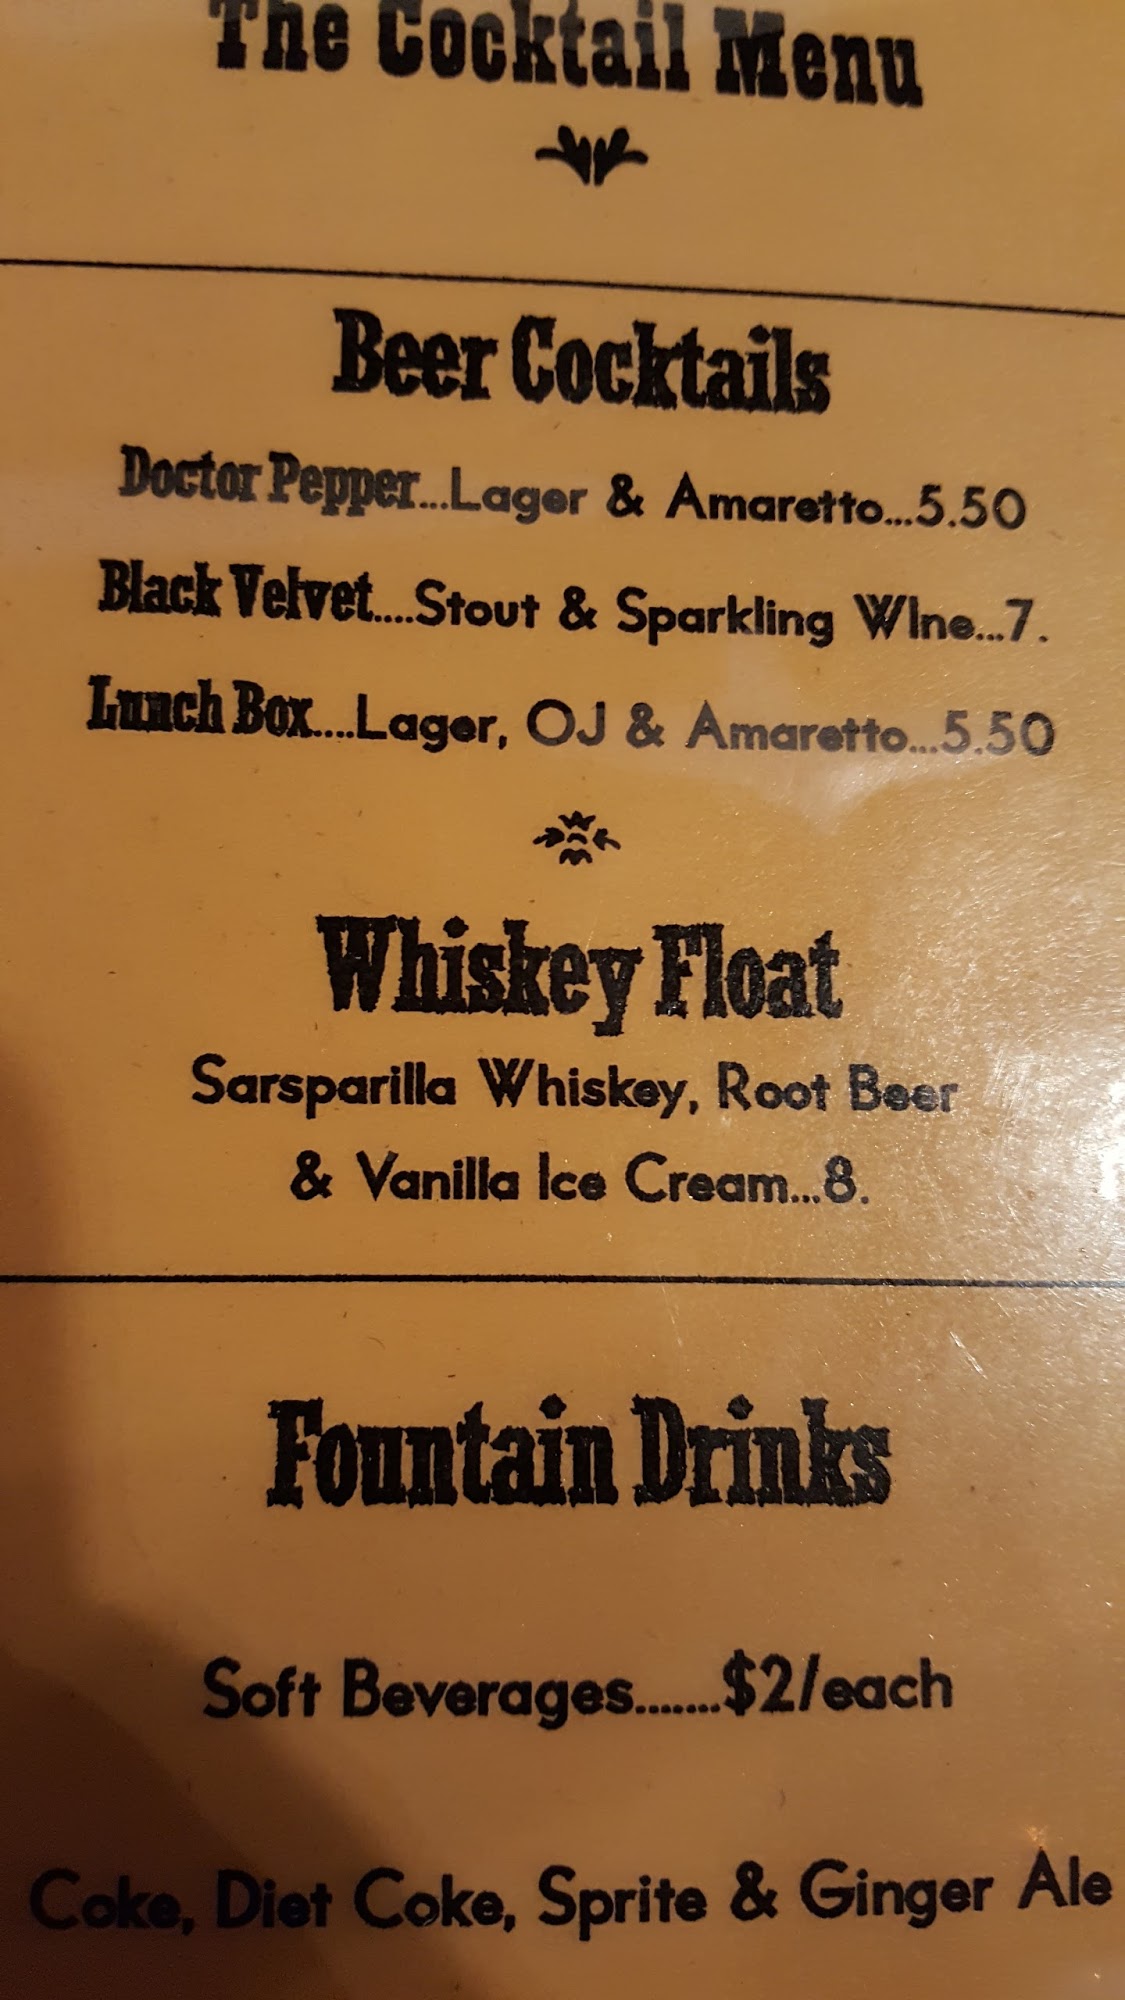 The Cocktail Menu
Beer Cocktails
Doctor Pepper...Lager & Amaretto...5.50
Black Velvet....Stout & Sparkling WIne...7.
Lunch Box....Lager, OJ & Amaretto...5.50
Whiskey Float
Sarsparilla Whiskey, Root Beer
& Vanilla Ice Cream...8.
Fountain Drinks
Soft Beverages.......$2/each
Coke, Diet Coke, Sprite & Ginger Ale